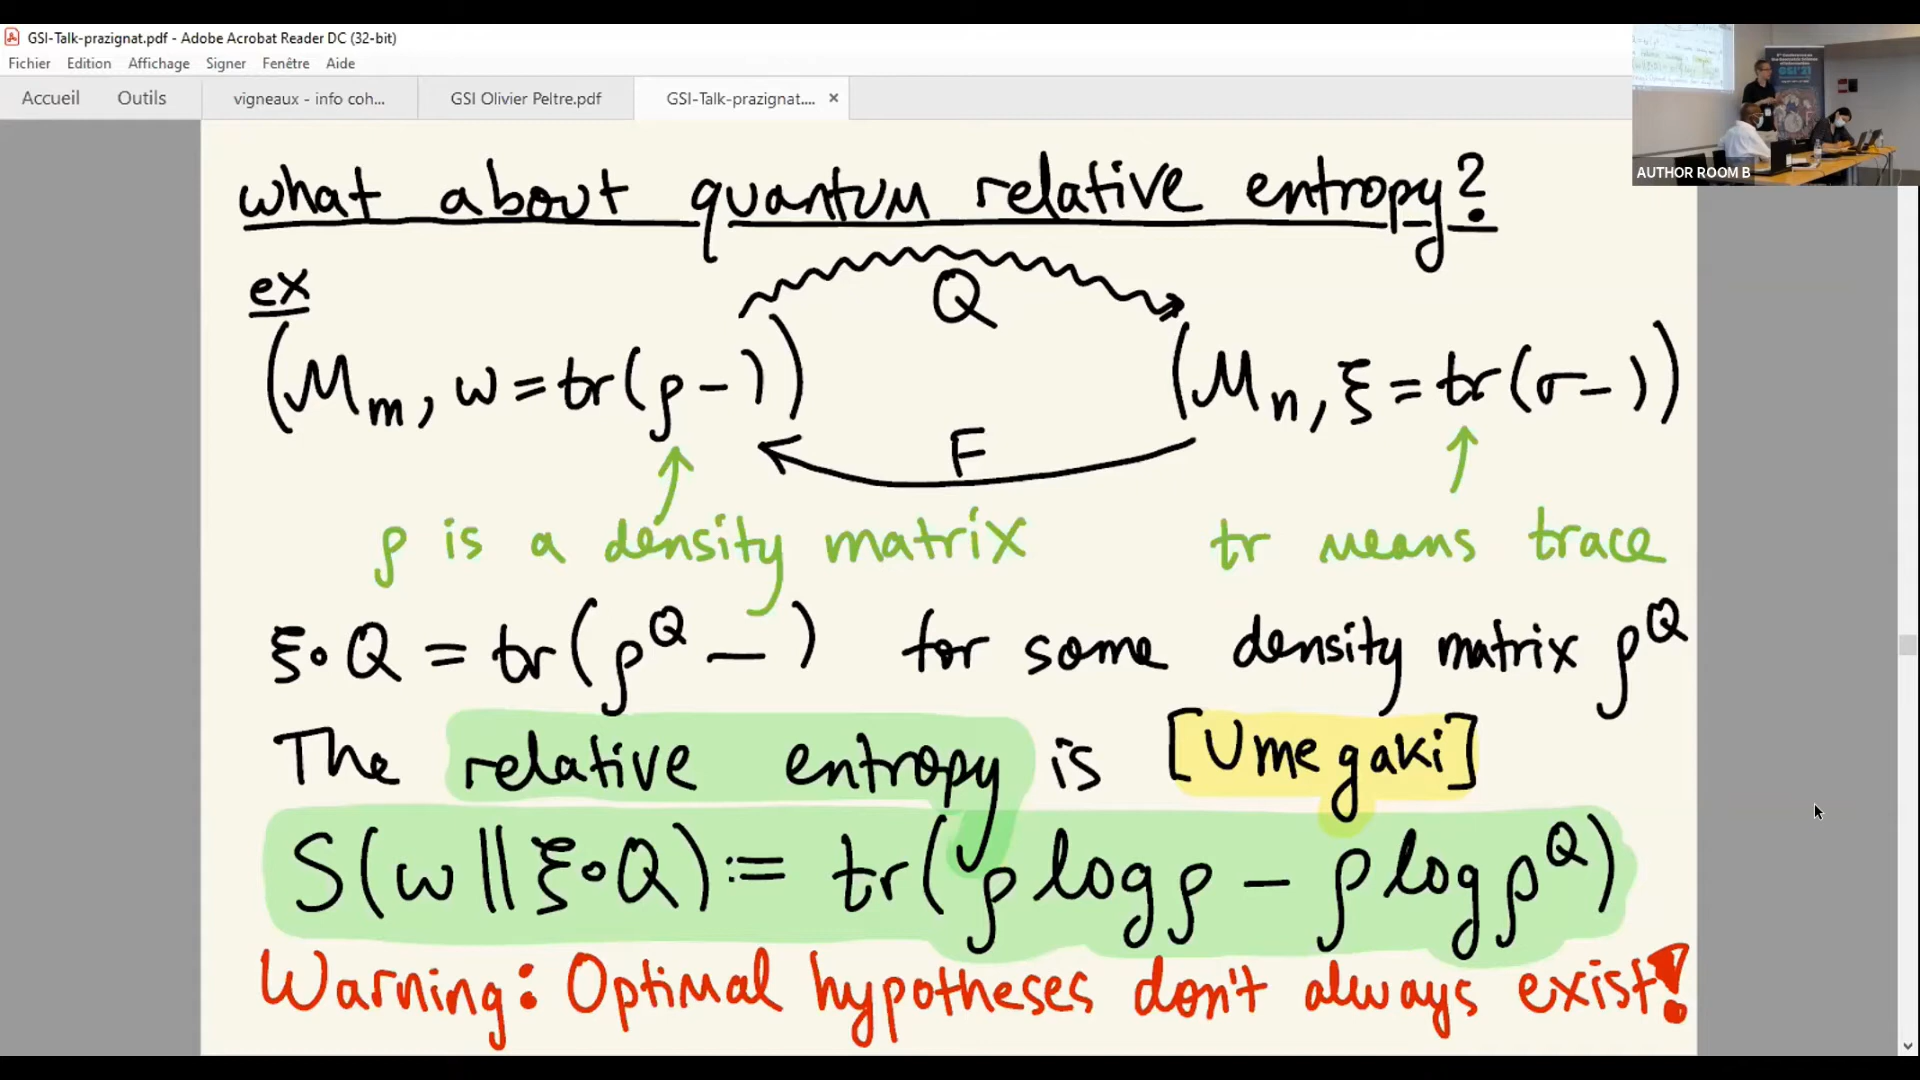 GSI-Talk-prazignat.pdf - Adobe Acrobat Reader DC (32-bit)
Fichier Edition Affichage Signer Fenêtre Aide
Accueil Outils vigneaux - info coh... GSI Olivier Peltre.pdf GSI-Talk-prazignat.... ×
AUTHOR ROOM B
what about quantum relative entropy?
ex
Q
(Mm, ω = tr(ρ–)) (Mn, ξ = tr(σ–))
F
ρ is a density matrix tr means trace
ξ∘Q = tr(ρ^Q –) for some density matrix ρ^Q
The relative entropy is [Umegaki]
S(ω‖ξ∘Q) := tr(ρ log ρ – ρ log ρ^Q)
Warning: Optimal hypotheses don't always exist!